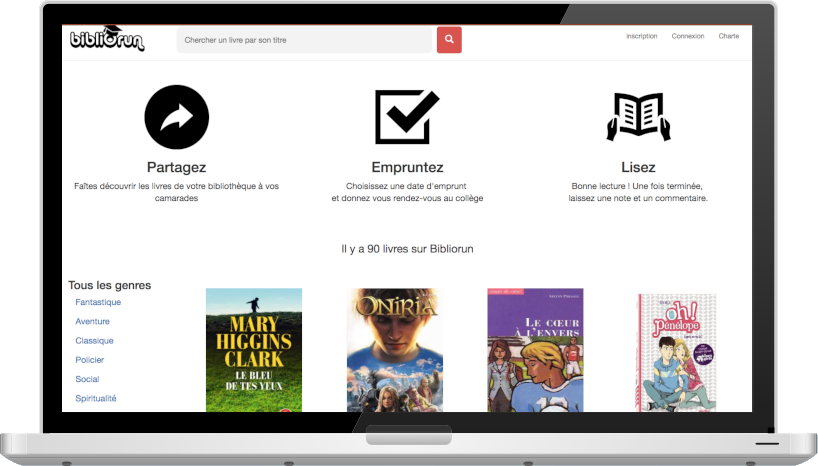 bibliorun
Chercher un livre par son titre
inscription Connexion Charte
Partagez
Faîtes découvrir les livres de votre bibliothèque à vos
camarades
Empruntez
Choisissez une date d'emprunt
et donnez vous rendez-vous au collège
Lisez
Bonne lecture ! Une fois terminée,
laissez une note et un commentaire.
Il y a 90 livres sur Bibliorun
Tous les genres
Fantastique
Aventure
Classique
Policier
Social
Spiritualité
MARY
HIGGINS
CLARK
LE BLEU
DE TES YEUX
ONIRIA
LE CŒUR
À L'ENVERS
oh!
Pénélope